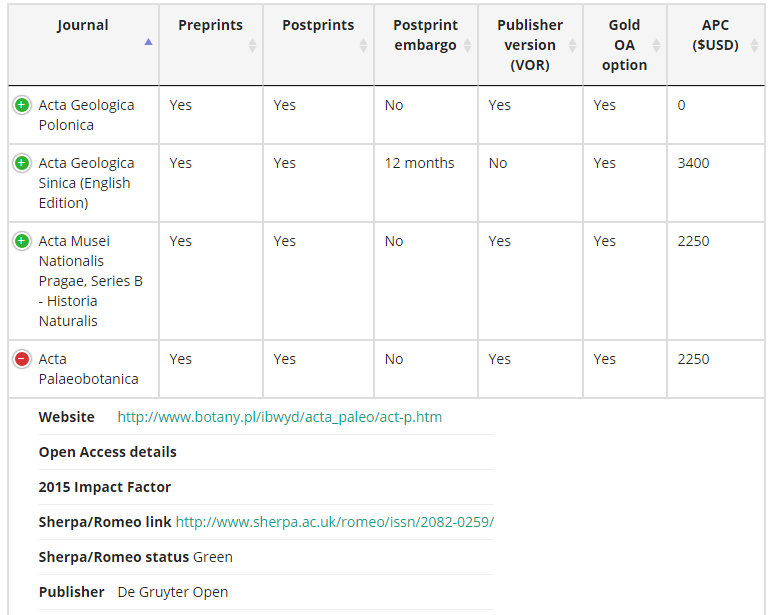 Journal Preprints Postprints Postprint embargo Publisher version (VOR) Gold OA option APC ($USD)
Acta Geologica Polonica Yes Yes No Yes Yes 0
Acta Geologica Sinica (English Edition) Yes Yes 12 months No Yes 3400
Acta Musei Nationalis Pragae, Series B - Historia Naturalis Yes Yes No Yes Yes 2250
Acta Palaeobotanica Yes Yes No Yes Yes 2250
Website http://www.botany.pl/ibwyd/acta_paleo/act-p.htm
Open Access details
2015 Impact Factor
Sherpa/Romeo link http://www.sherpa.ac.uk/romeo/issn/2082-0259/
Sherpa/Romeo status Green
Publisher De Gruyter Open